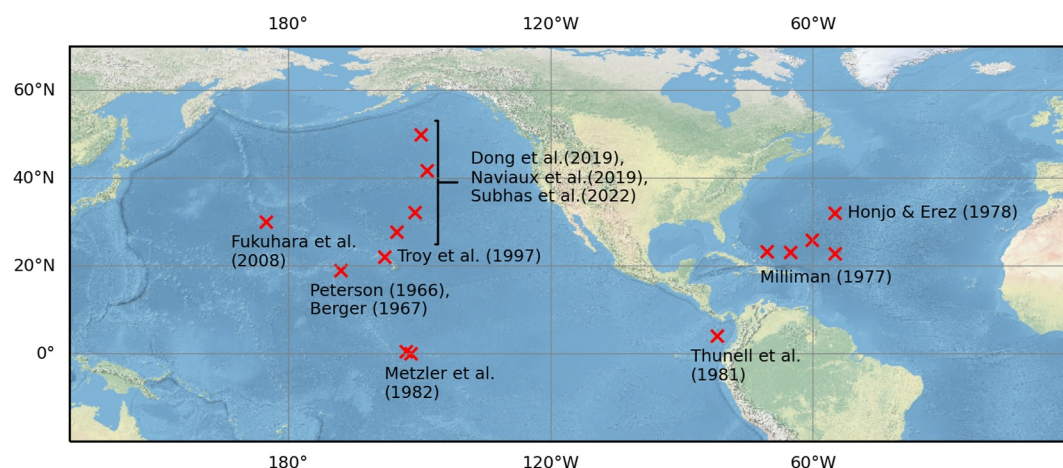 180° 120°W 60°W
60°N
Dong et al.(2019),
40°N
Naviaux et al.(2019),
Subhas et al.(2022)
Honjo & Erez (1978)
Fukuhara et al.
(2008)
Troy et al. (1997)
20°N
Milliman (1977)
Peterson (1966),
Berger (1967)
0°
Thunell et al.
(1981)
Metzler et al.
(1982)
180° 120°W 60°W